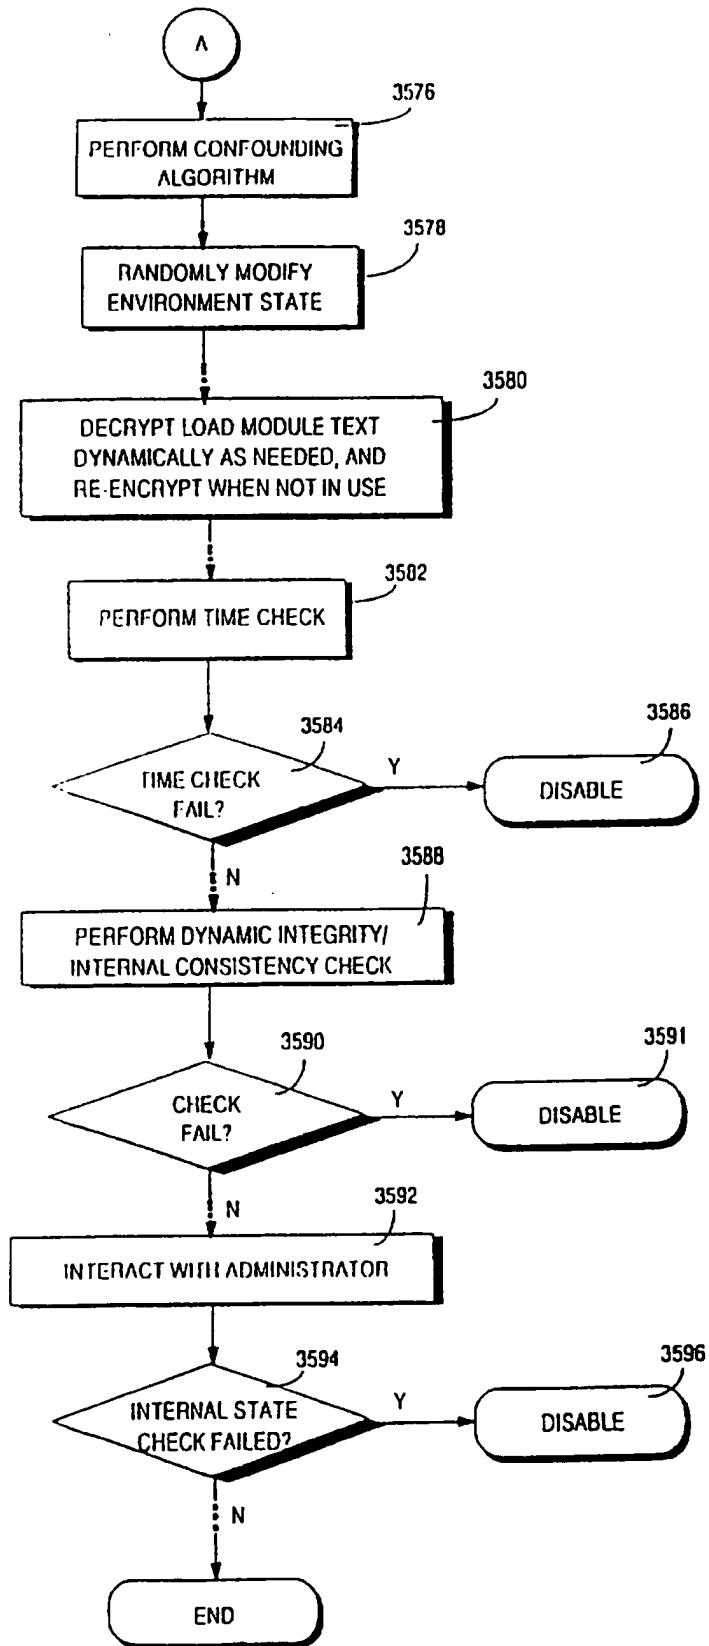 A
3576
PERFORM CONFOUNDING
ALGORITHM
3578
RANDOMLY MODIFY
ENVIRONMENT STATE
3580
DECRYPT LOAD MODULE TEXT
DYNAMICALLY AS NEEDED, AND
RE-ENCRYPT WHEN NOT IN USE
3582
PERFORM TIME CHECK
3584
3586
TIME CHECK
FAIL?
Y
DISABLE
N
3588
PERFORM DYNAMIC INTEGRITY/
INTERNAL CONSISTENCY CHECK
3590
3591
CHECK
FAIL?
Y
DISABLE
N
3592
INTERACT WITH ADMINISTRATOR
3594
3596
INTERNAL STATE
CHECK FAILED?
Y
DISABLE
N
END